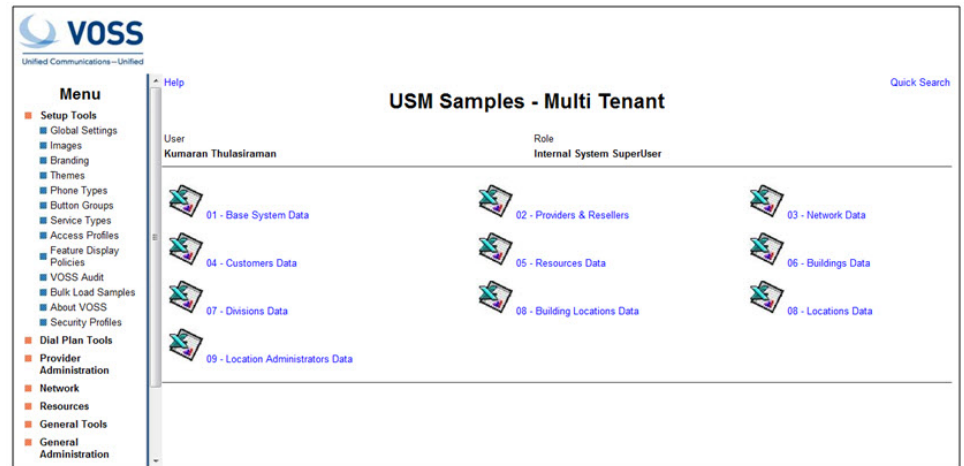 VOSS
Unified Communications–Unified
Menu
Setup Tools
Global Settings
Images
Branding
Themes
Phone Types
Button Groups
Service Types
Access Profiles
Feature Display
Policies
VOSS Audit
Bulk Load Samples
About VOSS
Security Profiles
Dial Plan Tools
Provider
Administration
Network
Resources
General Tools
General
Administration
Help
Quick Search
USM Samples - Multi Tenant
User
Role
Kumaran Thulasiraman
Internal System SuperUser
01 - Base System Data
02 - Providers & Resellers
03 - Network Data
04 - Customers Data
05 - Resources Data
06 - Buildings Data
07 - Divisions Data
08 - Building Locations Data
08 - Locations Data
09 - Location Administrators Data